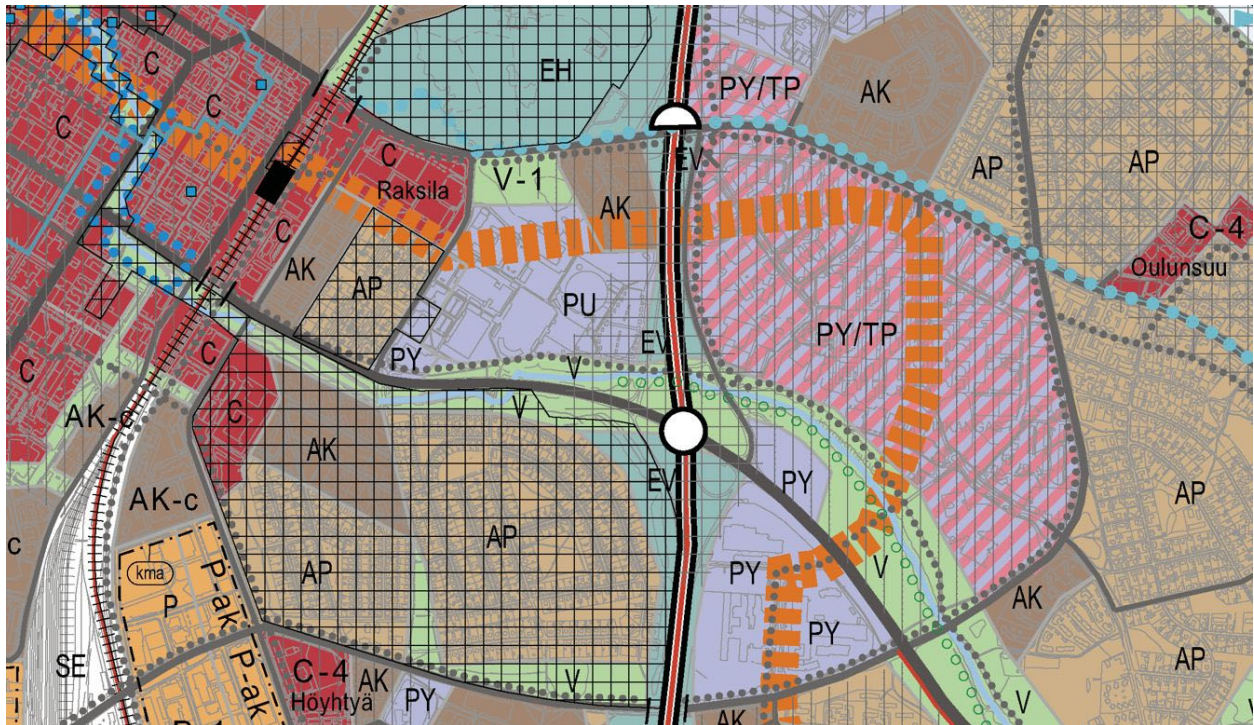 C
EH
PY/TP
AK
C
C
EV
AP
AP
C
C
Raksila
V-1
AK
C-4
Oulunsuu
C
C
AK
AP
PU
PY/TP
C
C
PY
EV
V
AK-c
C
V
AK
AK-c
EV
PY
AP
c
AP
AP
kma
P
P-ak
PY
V
PY
AK
SE
P-ak
C-4
Höyhtyä
AK
PY
V
AK
V
AP